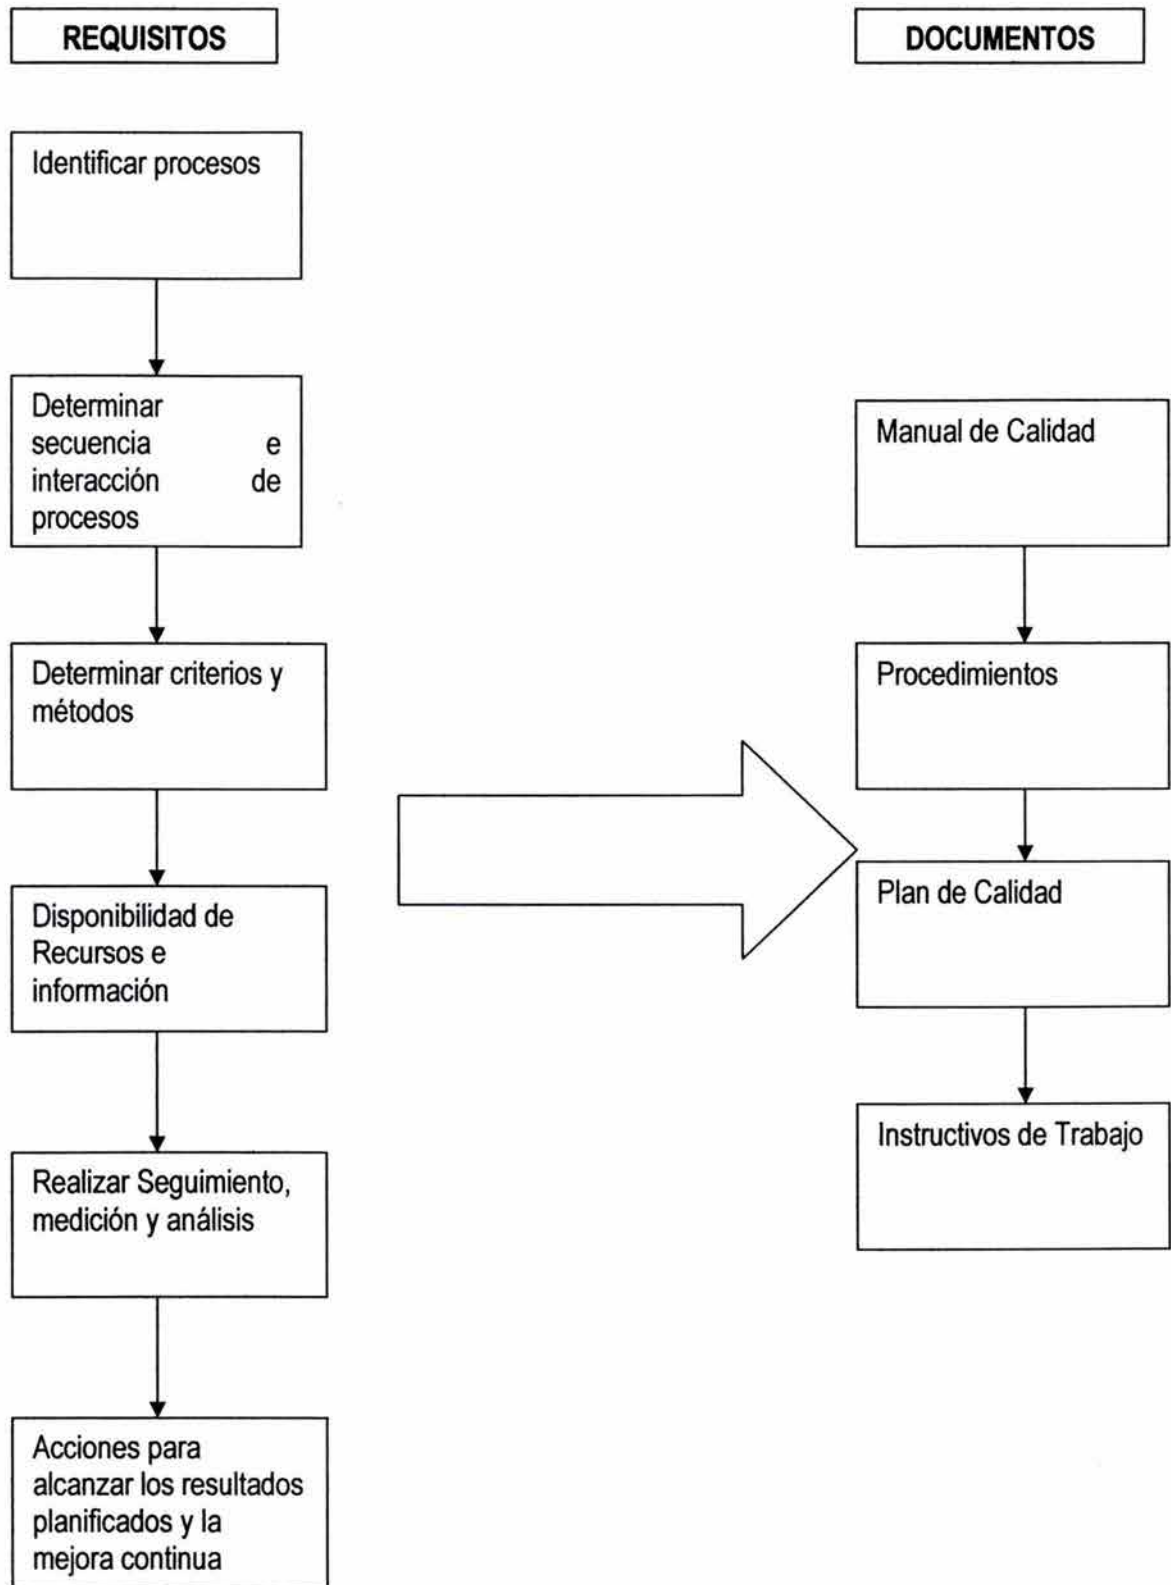 REQUISITOS
DOCUMENTOS
Identificar procesos
Determinar
secuencia e
interacción de
procesos
Determinar criterios y
métodos
Disponibilidad de
Recursos e
información
Realizar Seguimiento,
medición y análisis
Acciones para
alcanzar los resultados
planificados y la
mejora continua
Manual de Calidad
Procedimientos
Plan de Calidad
Instructivos de Trabajo